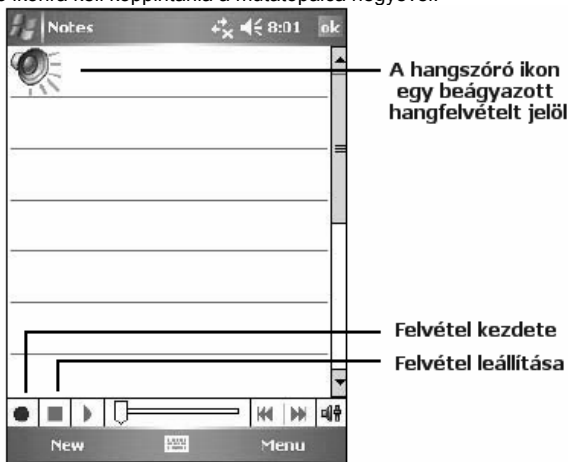 Notes 8:01 ok
A hangszóró ikon
egy beágyazott
hangfelvételt jelöl
Felvétel kezdete
Felvétel leállítása
New Menu